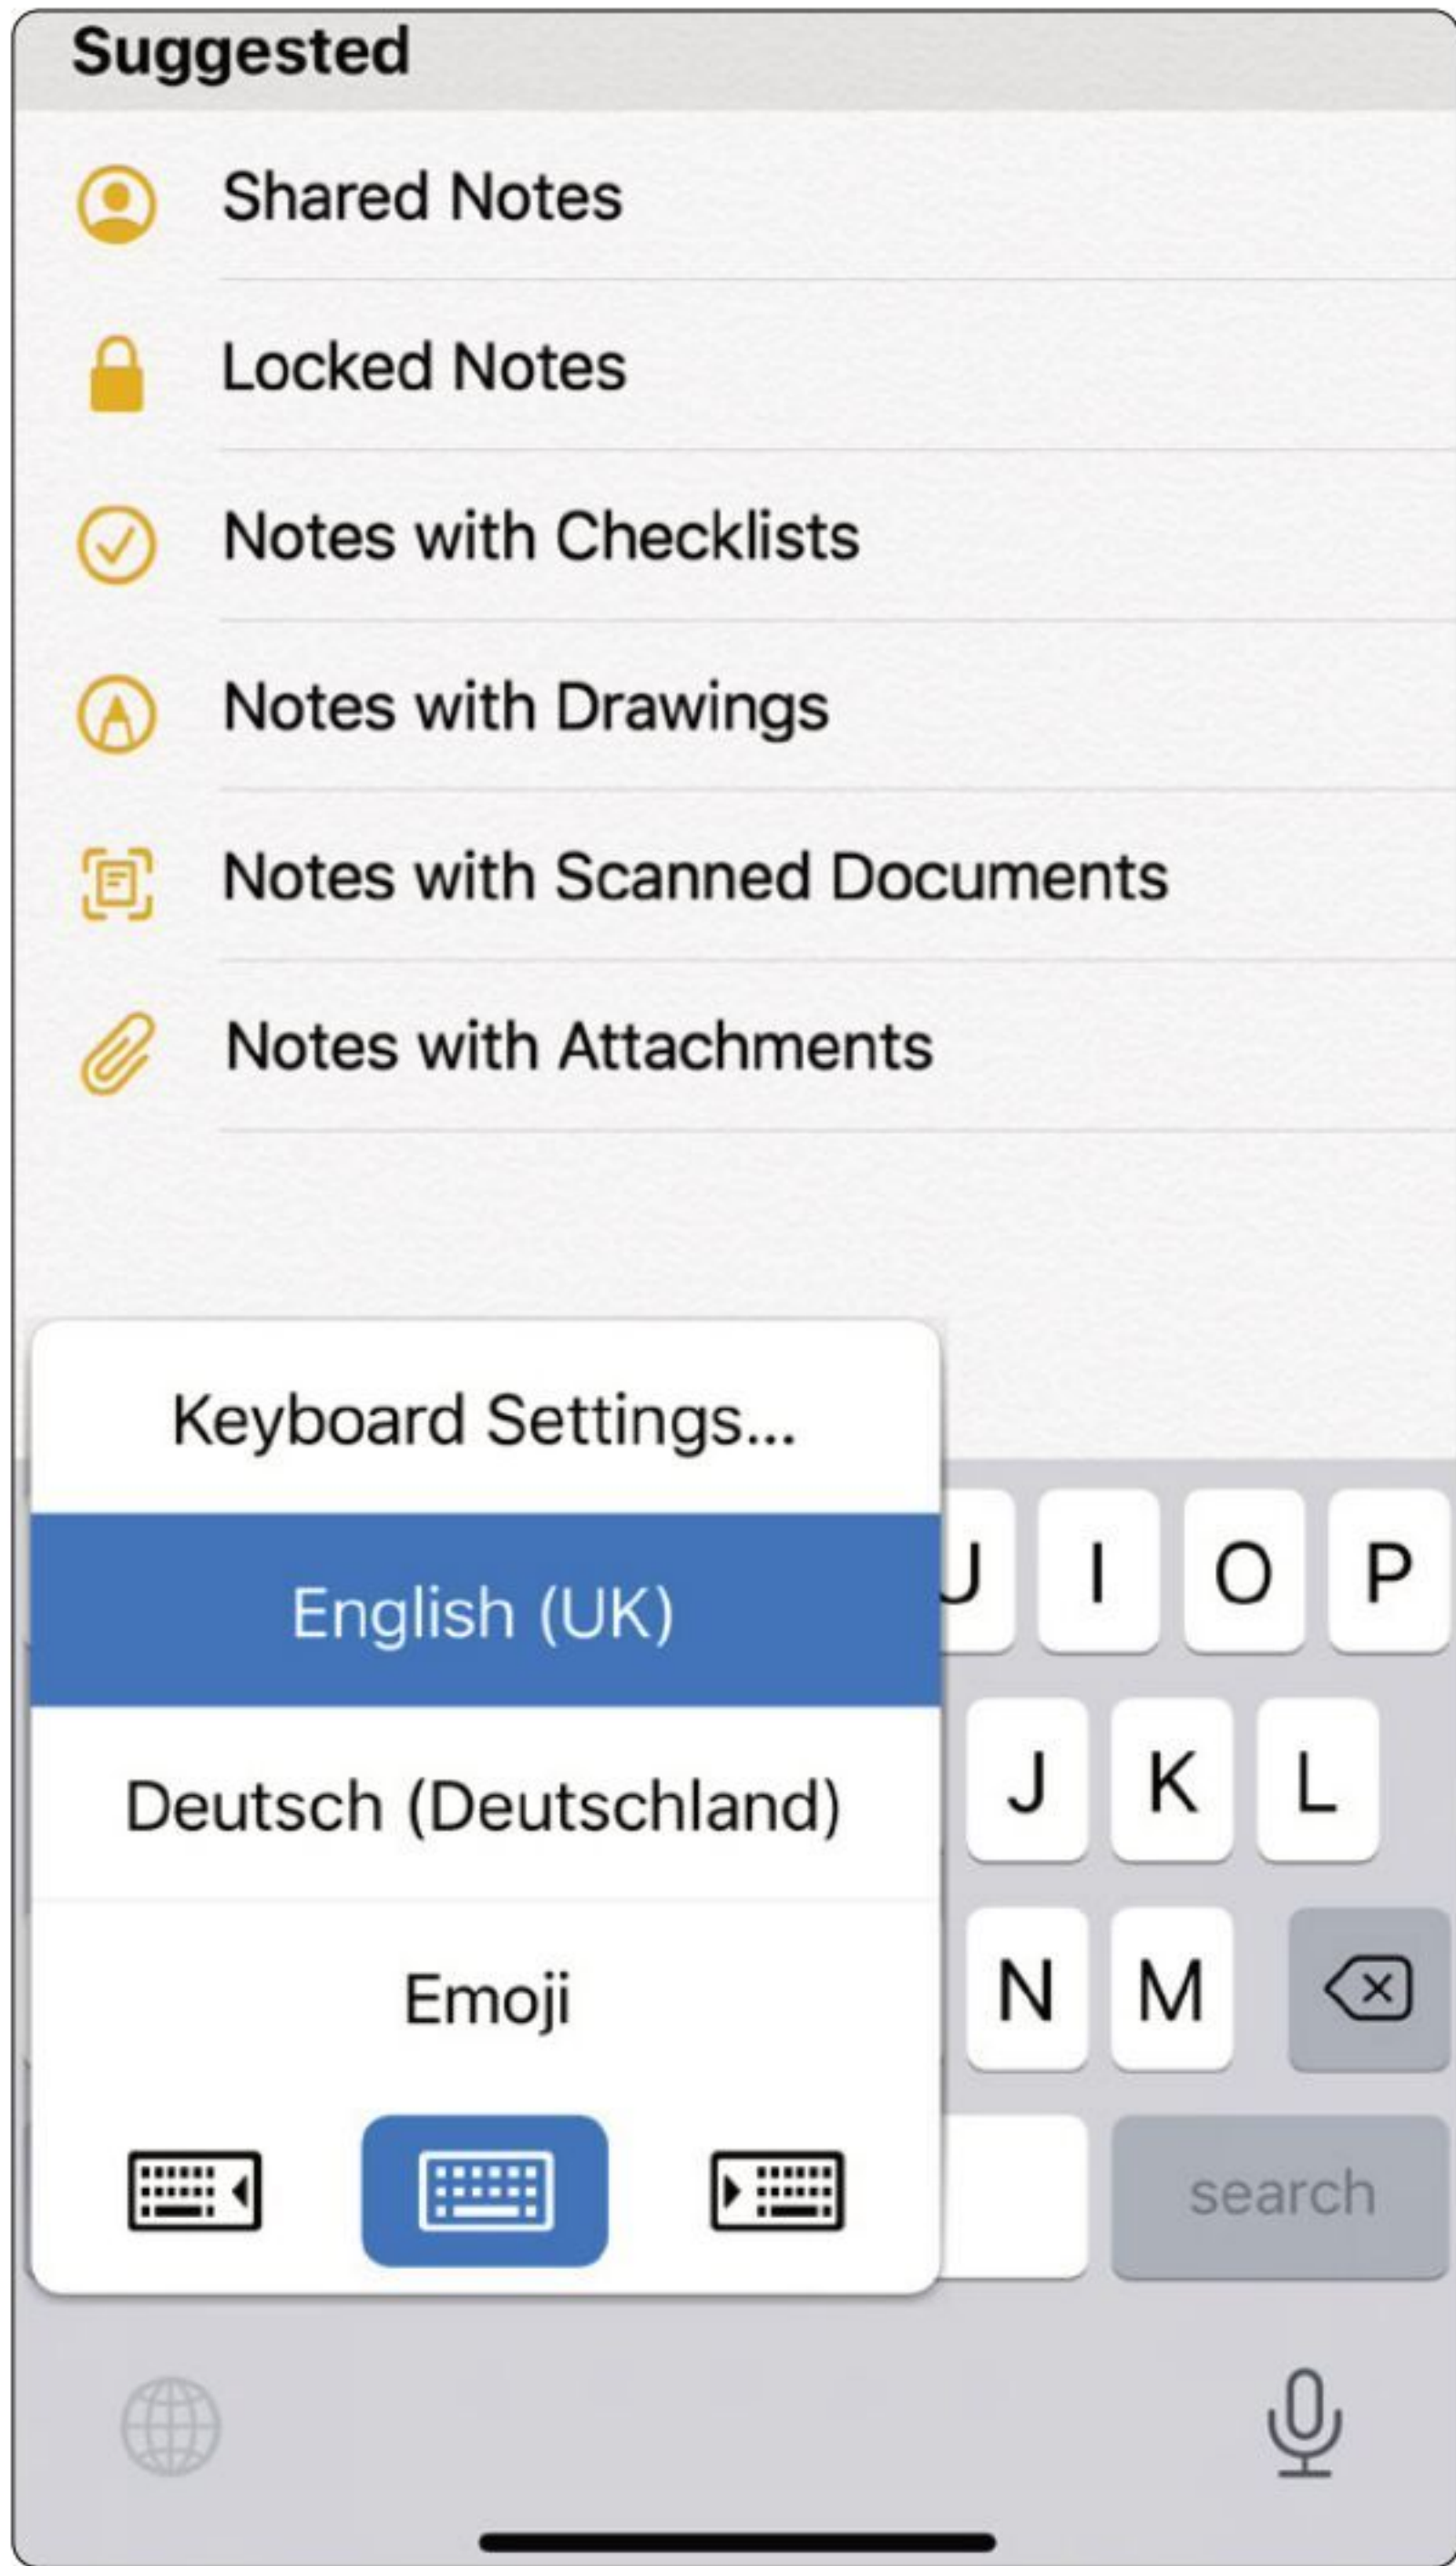 Suggested
Shared Notes
Locked Notes
Notes with Checklists
Notes with Drawings
Notes with Scanned Documents
Notes with Attachments
Keyboard Settings...
English (UK)
Deutsch (Deutschland)
Emoji
U I O P
J K L
N M
search